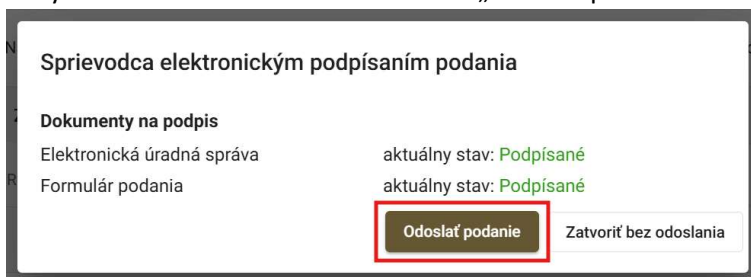 Sprievodca elektronickým podpísaním podania
Dokumenty na podpis
Elektronická úradná správa aktuálny stav: Podpísané
Formulár podania aktuálny stav: Podpísané
Odoslať podanie Zatvoriť bez odoslania